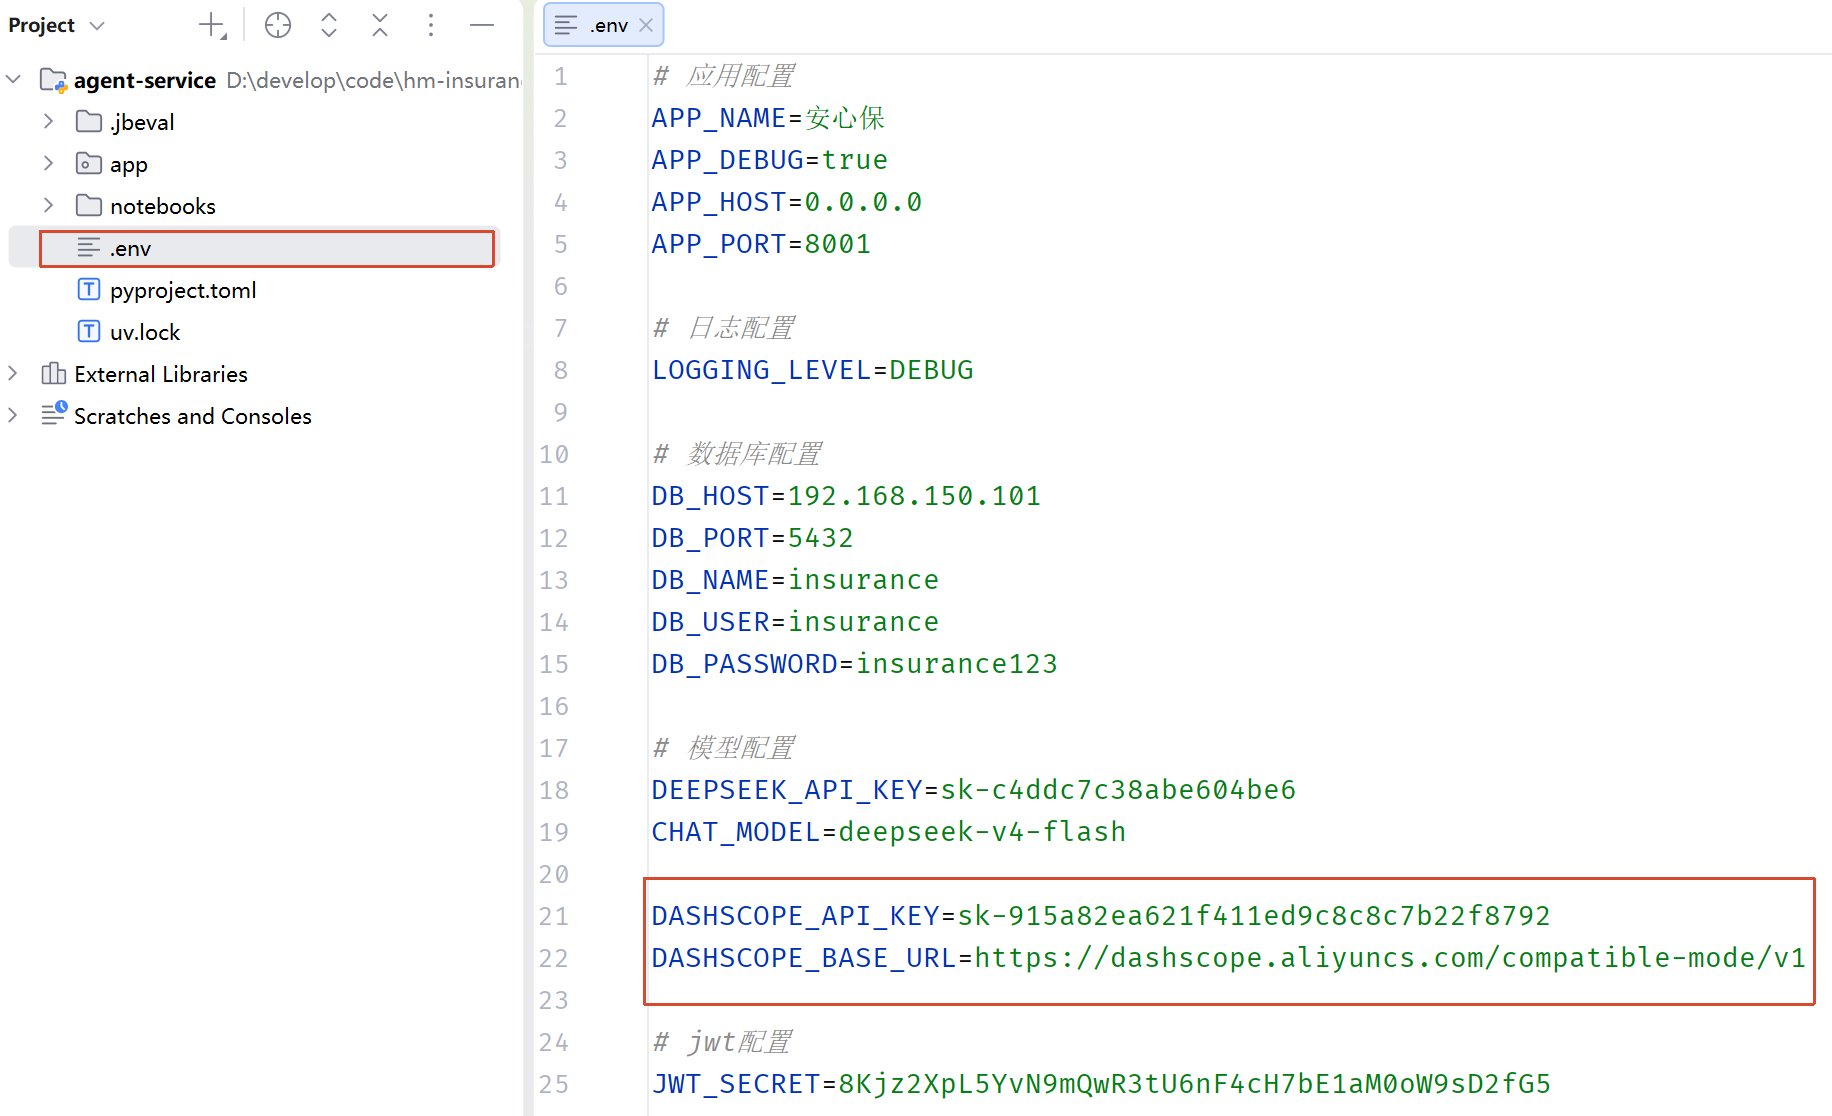 Project
agent-service D:\develop\code\hm-insuran
.jbeval
app
notebooks
.env
pyproject.toml
uv.lock
External Libraries
Scratches and Consoles
.env
1 # 应用配置
2 APP_NAME=安心保
3 APP_DEBUG=true
4 APP_HOST=0.0.0.0
5 APP_PORT=8001
6
7 # 日志配置
8 LOGGING_LEVEL=DEBUG
9
10 # 数据库配置
11 DB_HOST=192.168.150.101
12 DB_PORT=5432
13 DB_NAME=insurance
14 DB_USER=insurance
15 DB_PASSWORD=insurance123
16
17 # 模型配置
18 DEEPSEEK_API_KEY=sk-c4ddc7c38abe604be6
19 CHAT_MODEL=deepseek-v4-flash
20
21 DASHSCOPE_API_KEY=sk-915a82ea621f411ed9c8c8c7b22f8792
22 DASHSCOPE_BASE_URL=https://dashscope.aliyuncs.com/compatible-mode/v1
23
24 # jwt配置
25 JWT_SECRET=8Kjz2XpL5YvN9mQwR3tU6nF4cH7bE1aM0oW9sD2fG5